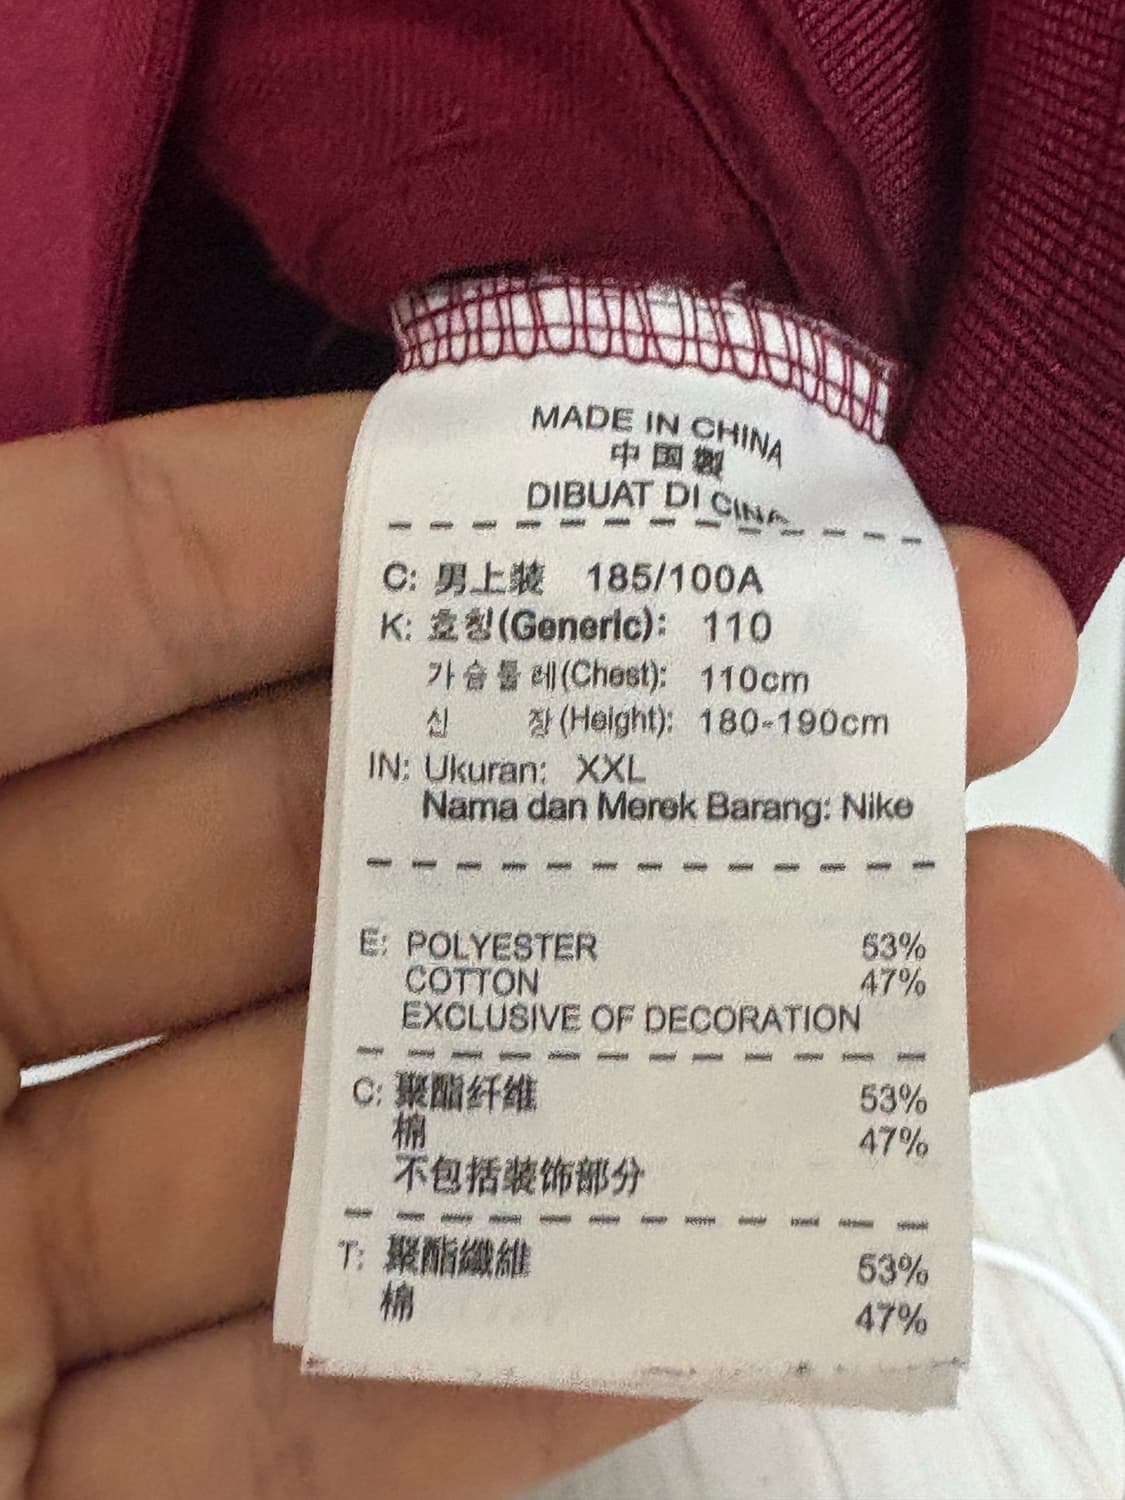 MADE IN CHINA
中国製
DIBUAT DI CINA
C: 男上装 185/100A
K: 호칭(Generic): 110
가슴둘레(Chest): 110cm
신 장(Height): 180-190cm
IN: Ukuran: XXL
Nama dan Merek Barang: Nike
E: POLYESTER 53%
COTTON 47%
EXCLUSIVE OF DECORATION
C: 聚酯纤维 53%
棉 47%
不包括装饰部分
T: 聚酯纖維 53%
棉 47%